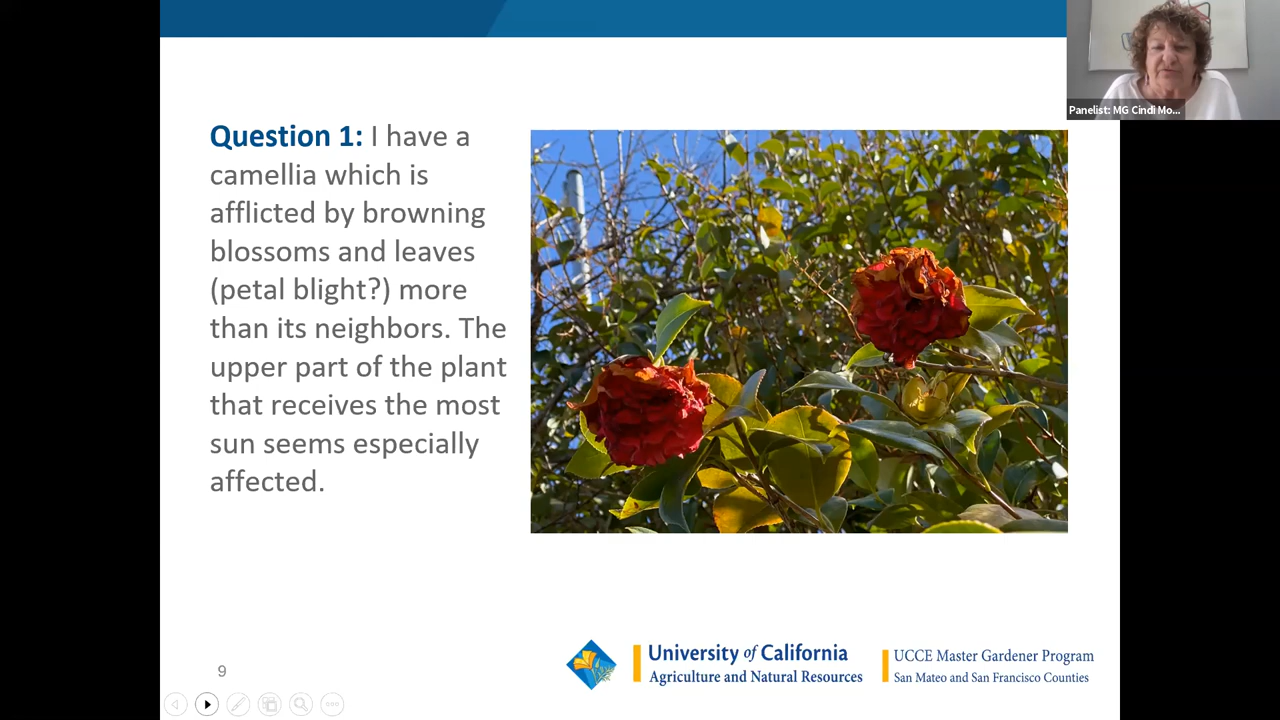 Panelist: MG Cindi Mo...
Question 1: I have a
camellia which is
afflicted by browning
blossoms and leaves
(petal blight?) more
than its neighbors. The
upper part of the plant
that receives the most
sun seems especially
affected.
9
University of California
Agriculture and Natural Resources
UCCE Master Gardener Program
San Mateo and San Francisco Counties